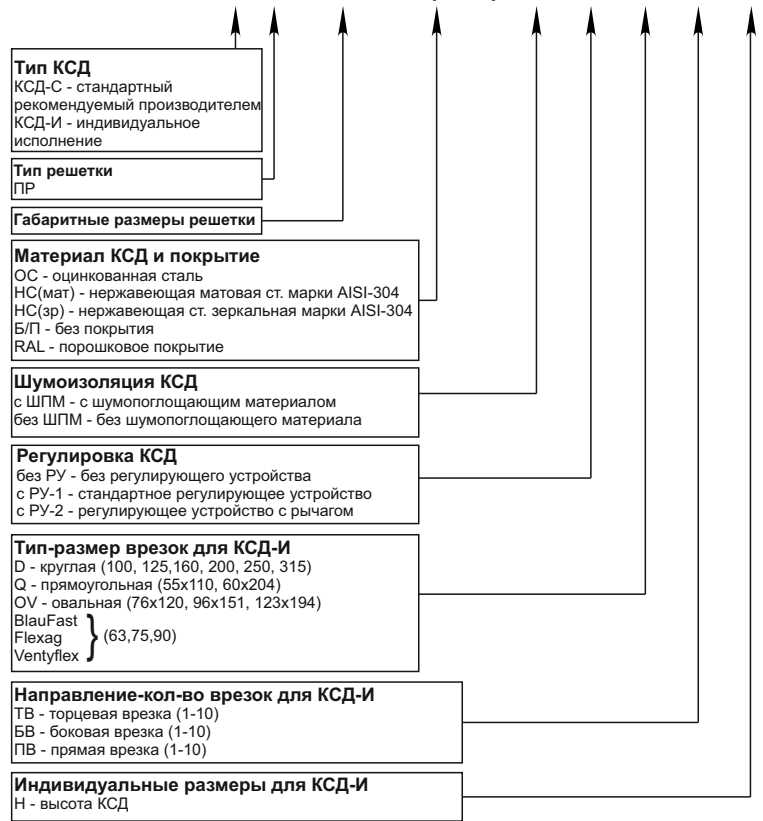 Тип КСД
КСД-С - стандартный
рекомендуемый производителем
КСД-И - индивидуальное
исполнение
Тип решетки
ПР
Габаритные размеры решетки
Материал КСД и покрытие
ОС - оцинкованная сталь
НС(мат) - нержавеющая матовая ст. марки AISI-304
НС(зр) - нержавеющая ст. зеркальная марки AISI-304
Б/П - без покрытия
RAL - порошковое покрытие
Шумоизоляция КСД
с ШПМ - с шумопоглощающим материалом
без ШПМ - без шумопоглощающего материала
Регулировка КСД
без РУ - без регулирующего устройства
с РУ-1 - стандартное регулирующее устройство
с РУ-2 - регулирующее устройство с рычагом
Тип-размер врезок для КСД-И
D - круглая (100, 125,160, 200, 250, 315)
Q - прямоугольная (55x110, 60x204)
OV - овальная (76x120, 96x151, 123x194)
BlauFast
Flexag } (63,75,90)
Ventyflex
Направление-кол-во врезок для КСД-И
ТВ - торцевая врезка (1-10)
БВ - боковая врезка (1-10)
ПВ - прямая врезка (1-10)
Индивидуальные размеры для КСД-И
Н - высота КСД